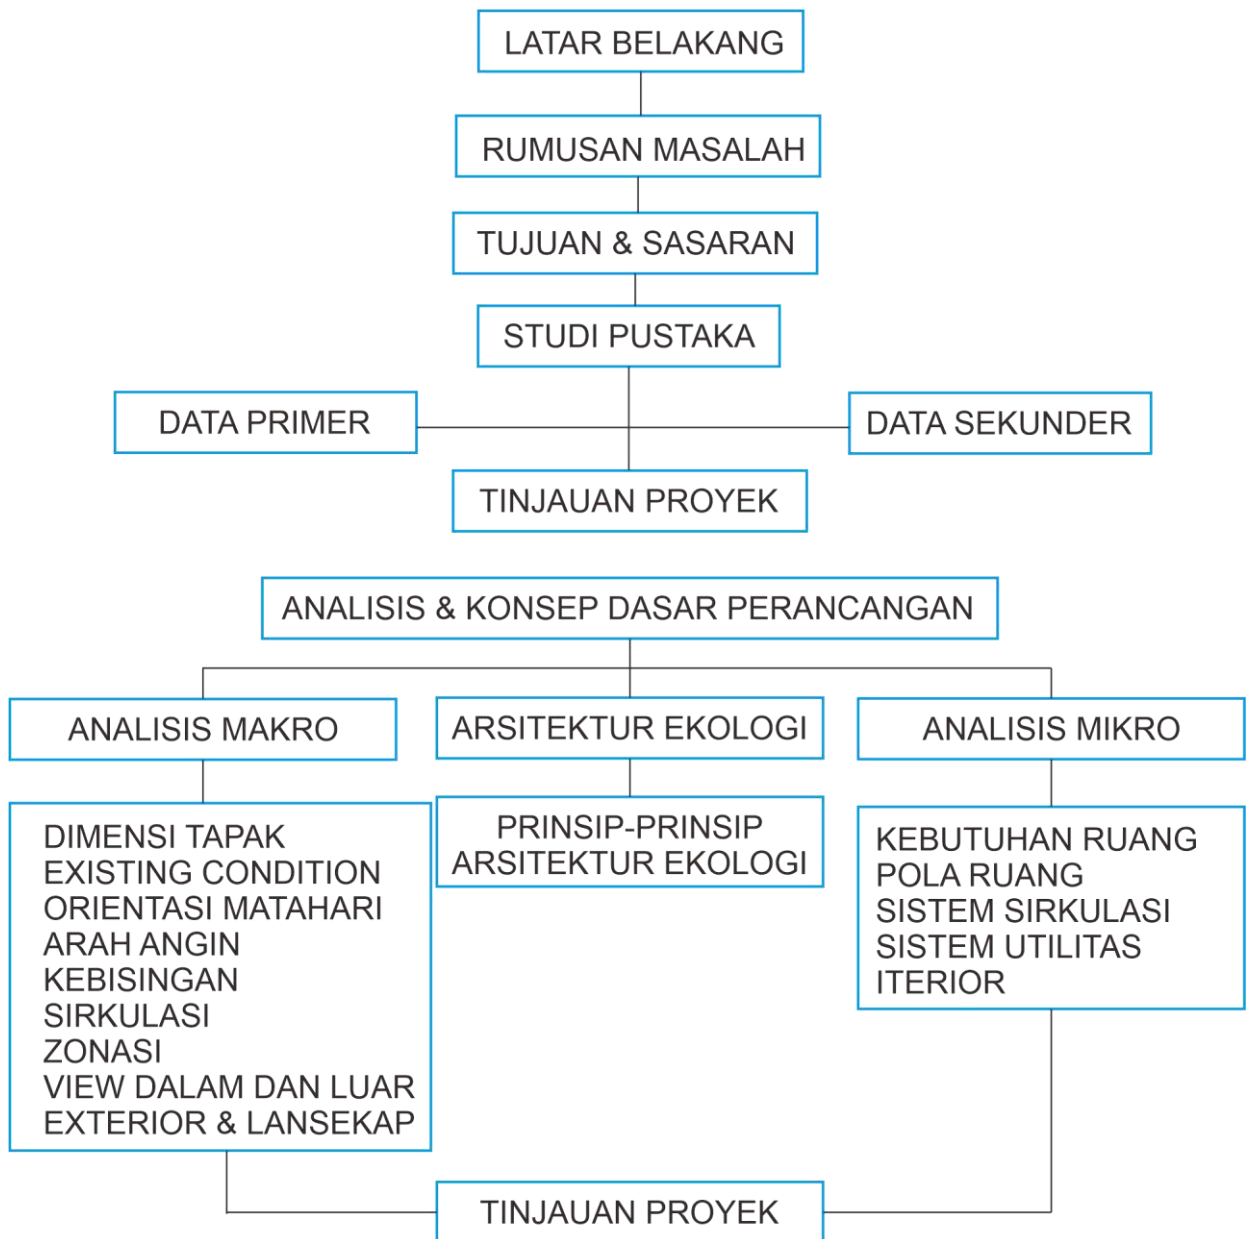 LATAR BELAKANG
RUMUSAN MASALAH
TUJUAN & SASARAN
STUDI PUSTAKA
DATA PRIMER
DATA SEKUNDER
TINJAUAN PROYEK
ANALISIS & KONSEP DASAR PERANCANGAN
ANALISIS MAKRO
ARSITEKTUR EKOLOGI
ANALISIS MIKRO
DIMENSI TAPAK
EXISTING CONDITION
ORIENTASI MATAHARI
ARAH ANGIN
KEBISINGAN
SIRKULASI
ZONASI
VIEW DALAM DAN LUAR
EXTERIOR & LANSEKAP
PRINSIP-PRINSIP
ARSITEKTUR EKOLOGI
KEBUTUHAN RUANG
POLA RUANG
SISTEM SIRKULASI
SISTEM UTILITAS
ITERIOR
TINJAUAN PROYEK